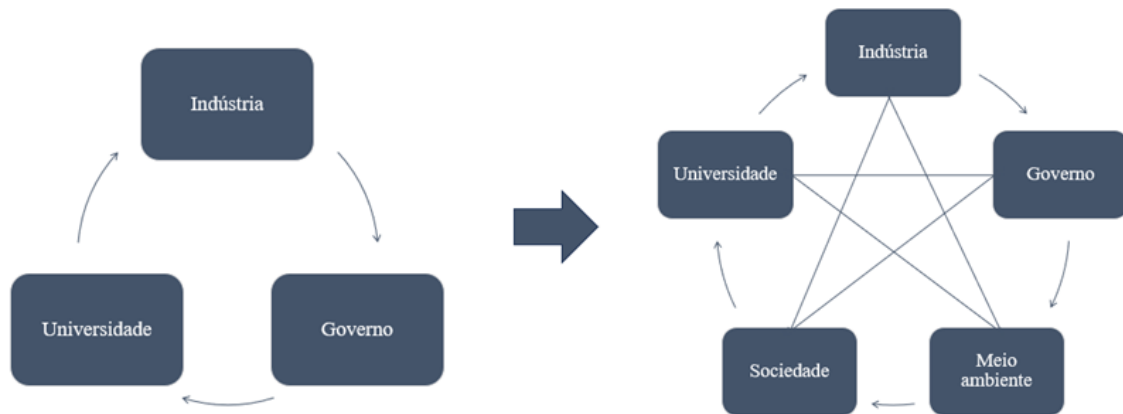 Indústria
Universidade
Governo
Indústria
Universidade
Governo
Sociedade
Meio
ambiente